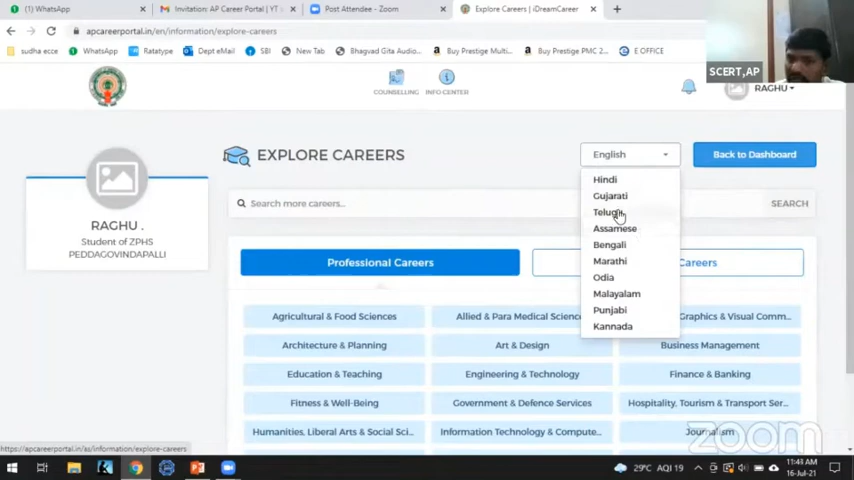 (1) WhatsApp
Invitation: AP Career Portal | YT l
Post Attendee - Zoom
Explore Careers | iDreamCareer
apcareerportal.in/en/information/explore-careers
sudha ecce
WhatsApp
Ratatype
Dept eMail
SBI
New Tab
Bhagvad Gita Audio...
Buy Prestige PMC 2...
Buy Prestige PMC 2...
E OFFICE
SCERT,AP
COUNSELLING
INFO CENTER
RAGHU
EXPLORE CAREERS
English
Back to Dashboard
Hindi
Gujarati
Telugu
Assamese
Bengali
Marathi
Odia
Malayalam
Punjabi
Kannada
Search more careers...
SEARCH
RAGHU .
Student of ZPHS
PEDDAGOVINDAPALLI
Professional Careers
Careers
Agricultural & Food Sciences
Allied & Para Medical Science
Graphics & Visual Comm...
Architecture & Planning
Art & Design
Business Management
Education & Teaching
Engineering & Technology
Finance & Banking
Fitness & Well-Being
Government & Defence Services
Hospitality, Tourism & Transport Ser...
Humanities, Liberal Arts & Social Sci...
Information Technology & Compute...
Journalism
zoom
https://apcareerportal.in/ss/information/explore-careers
29°C AQI 19
11:43 AM
16-Jul-21